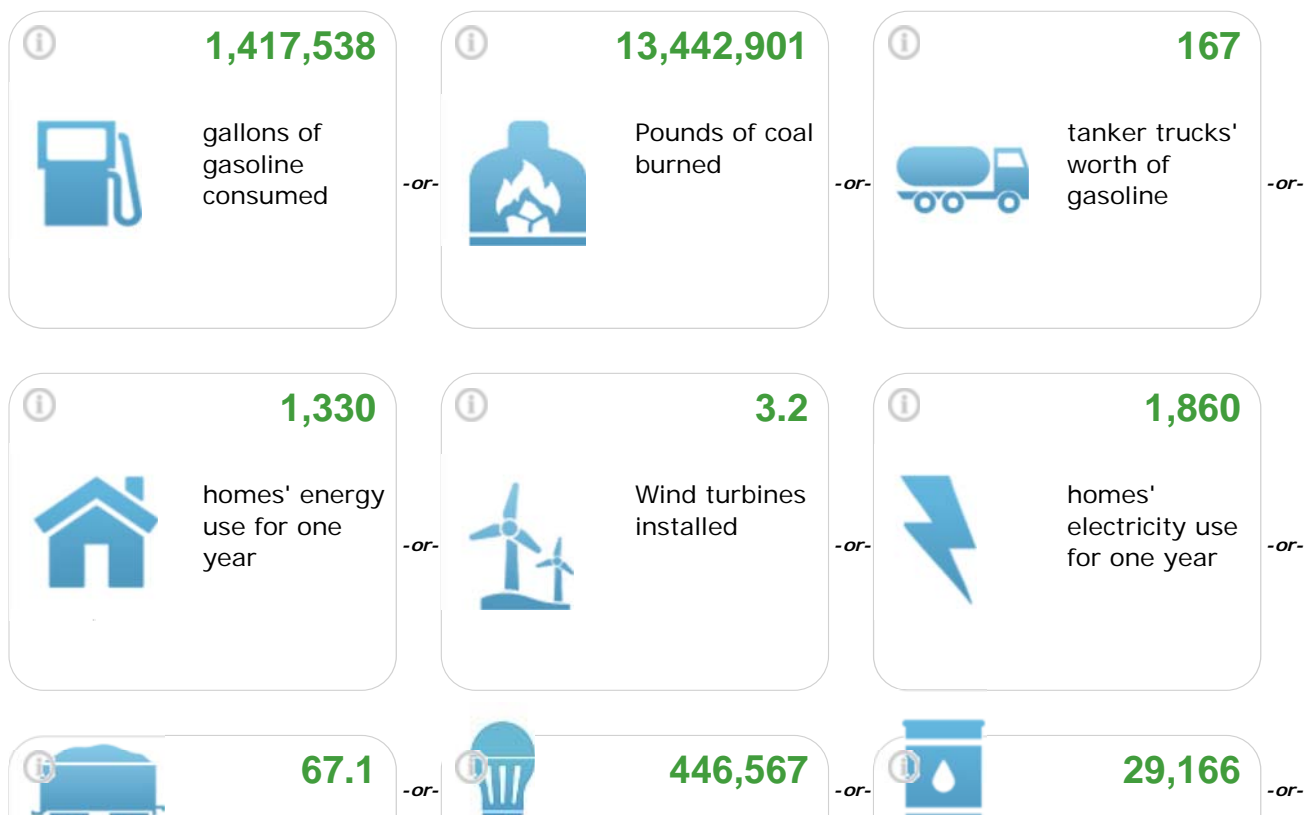 1,417,538
gallons of
gasoline
consumed
-or-
13,442,901
Pounds of coal
burned
-or-
167
tanker trucks'
worth of
gasoline
-or-
1,330
homes' energy
use for one
year
-or-
3.2
Wind turbines
installed
-or-
1,860
homes'
electricity use
for one year
-or-
67.1
-or-
446,567
-or-
29,166
-or-